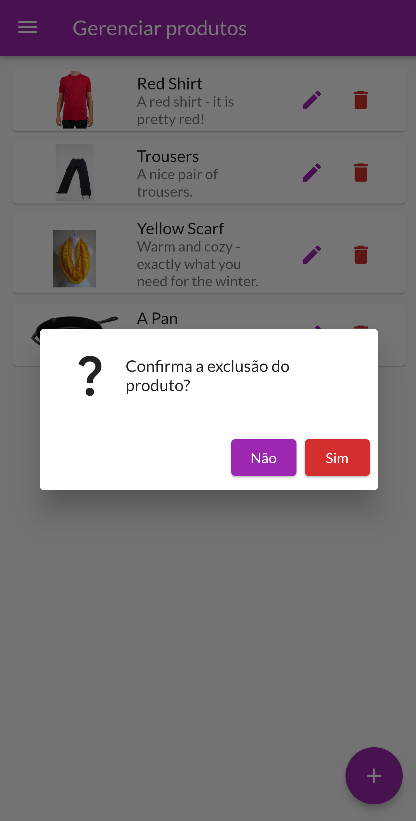 Gerenciar produtos
Red Shirt
A red shirt - it is
pretty red!
Trousers
A nice pair of
trousers.
Yellow Scarf
Warm and cozy -
exactly what you
need for the winter.
A Pan
?
Confirma a exclusão do
produto?
Não
Sim